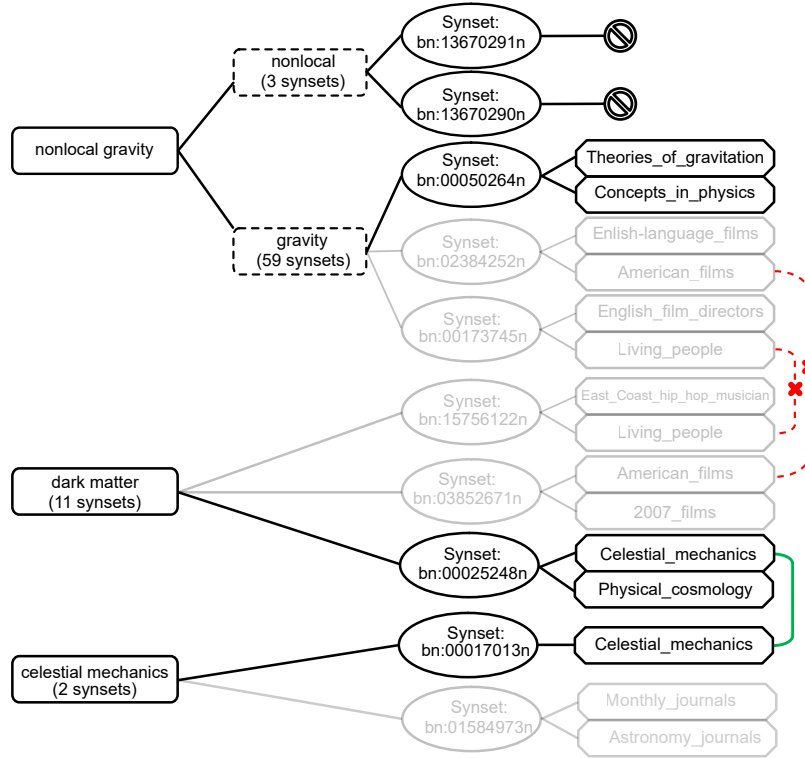 nonlocal gravity
nonlocal
(3 synsets)
gravity
(59 synsets)
Synset:
bn:13670291n
Synset:
bn:13670290n
Synset:
bn:00050264n
Theories_of_gravitation
Concepts_in_physics
Synset:
bn:02384252n
Enlish-language_films
American_films
Synset:
bn:00173745n
English_film_directors
Living_people
dark matter
(11 synsets)
Synset:
bn:15756122n
East_Coast_hip_hop_musician
Living_people
Synset:
bn:03852671n
American_films
2007_films
Synset:
bn:00025248n
Celestial_mechanics
Physical_cosmology
celestial mechanics
(2 synsets)
Synset:
bn:00017013n
Celestial_mechanics
Synset:
bn:01584973n
Monthly_journals
Astronomy_journals